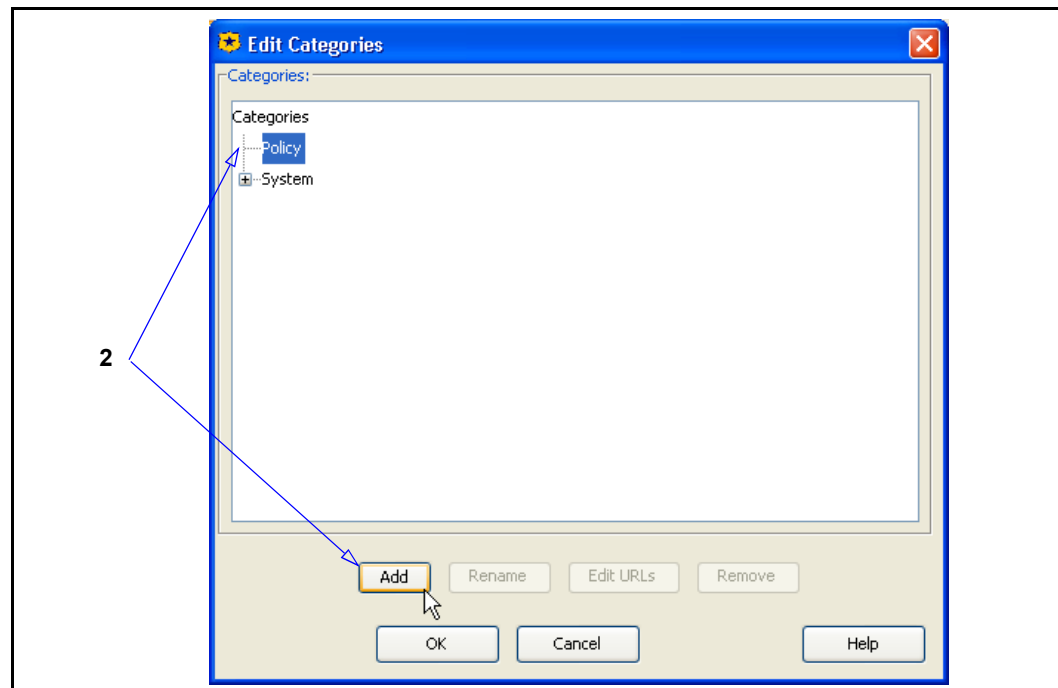 Edit Categories
Categories:
Categories
Policy
System
2
Add Rename Edit URLs Remove
OK Cancel Help